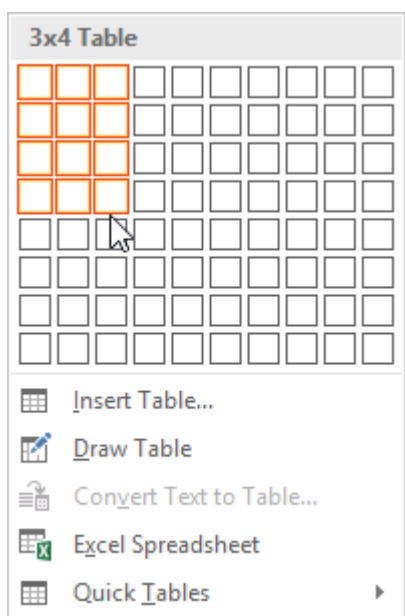 3x4 Table
Insert Table...
Draw Table
Convert Text to Table...
Excel Spreadsheet
Quick Tables